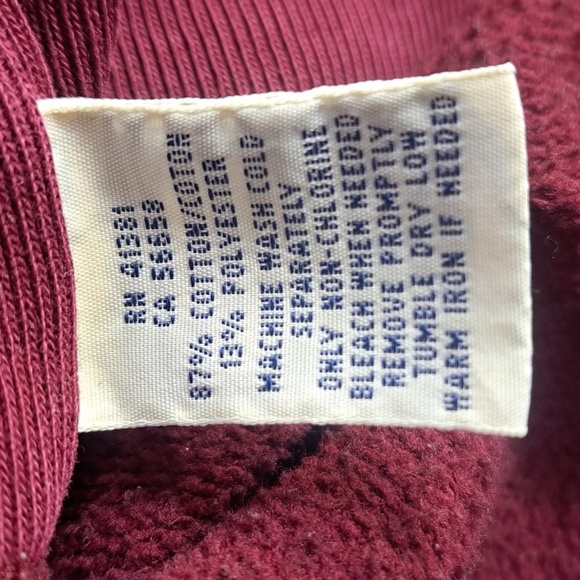 RN 41381
CA 56858
87% COTTON/COTON
13% POLYESTER
MACHINE WASH COLD
SEPARATELY
ONLY NON-CHLORINE
BLEACH WHEN NEEDED
REMOVE PROMPTLY
TUMBLE DRY LOW
WARM IRON IF NEEDED